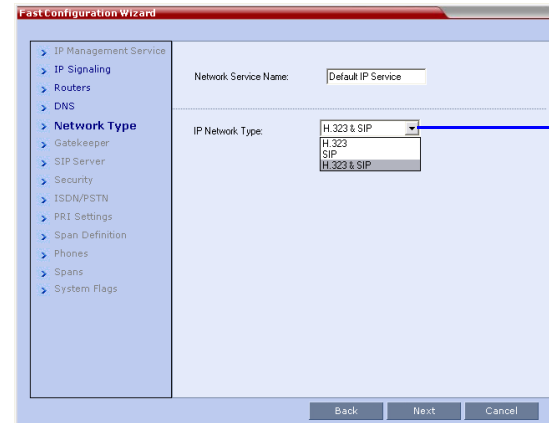 Fast Configuration Wizard
IP Management Service
IP Signaling
Routers
DNS
Network Type
Gatekeeper
SIP Server
Security
ISDN/PSTN
PRI Settings
Span Definition
Phones
Spans
System Flags
Network Service Name: Default IP Service
IP Network Type: H.323 & SIP
H.323
SIP
H.323 & SIP
Back Next Cancel